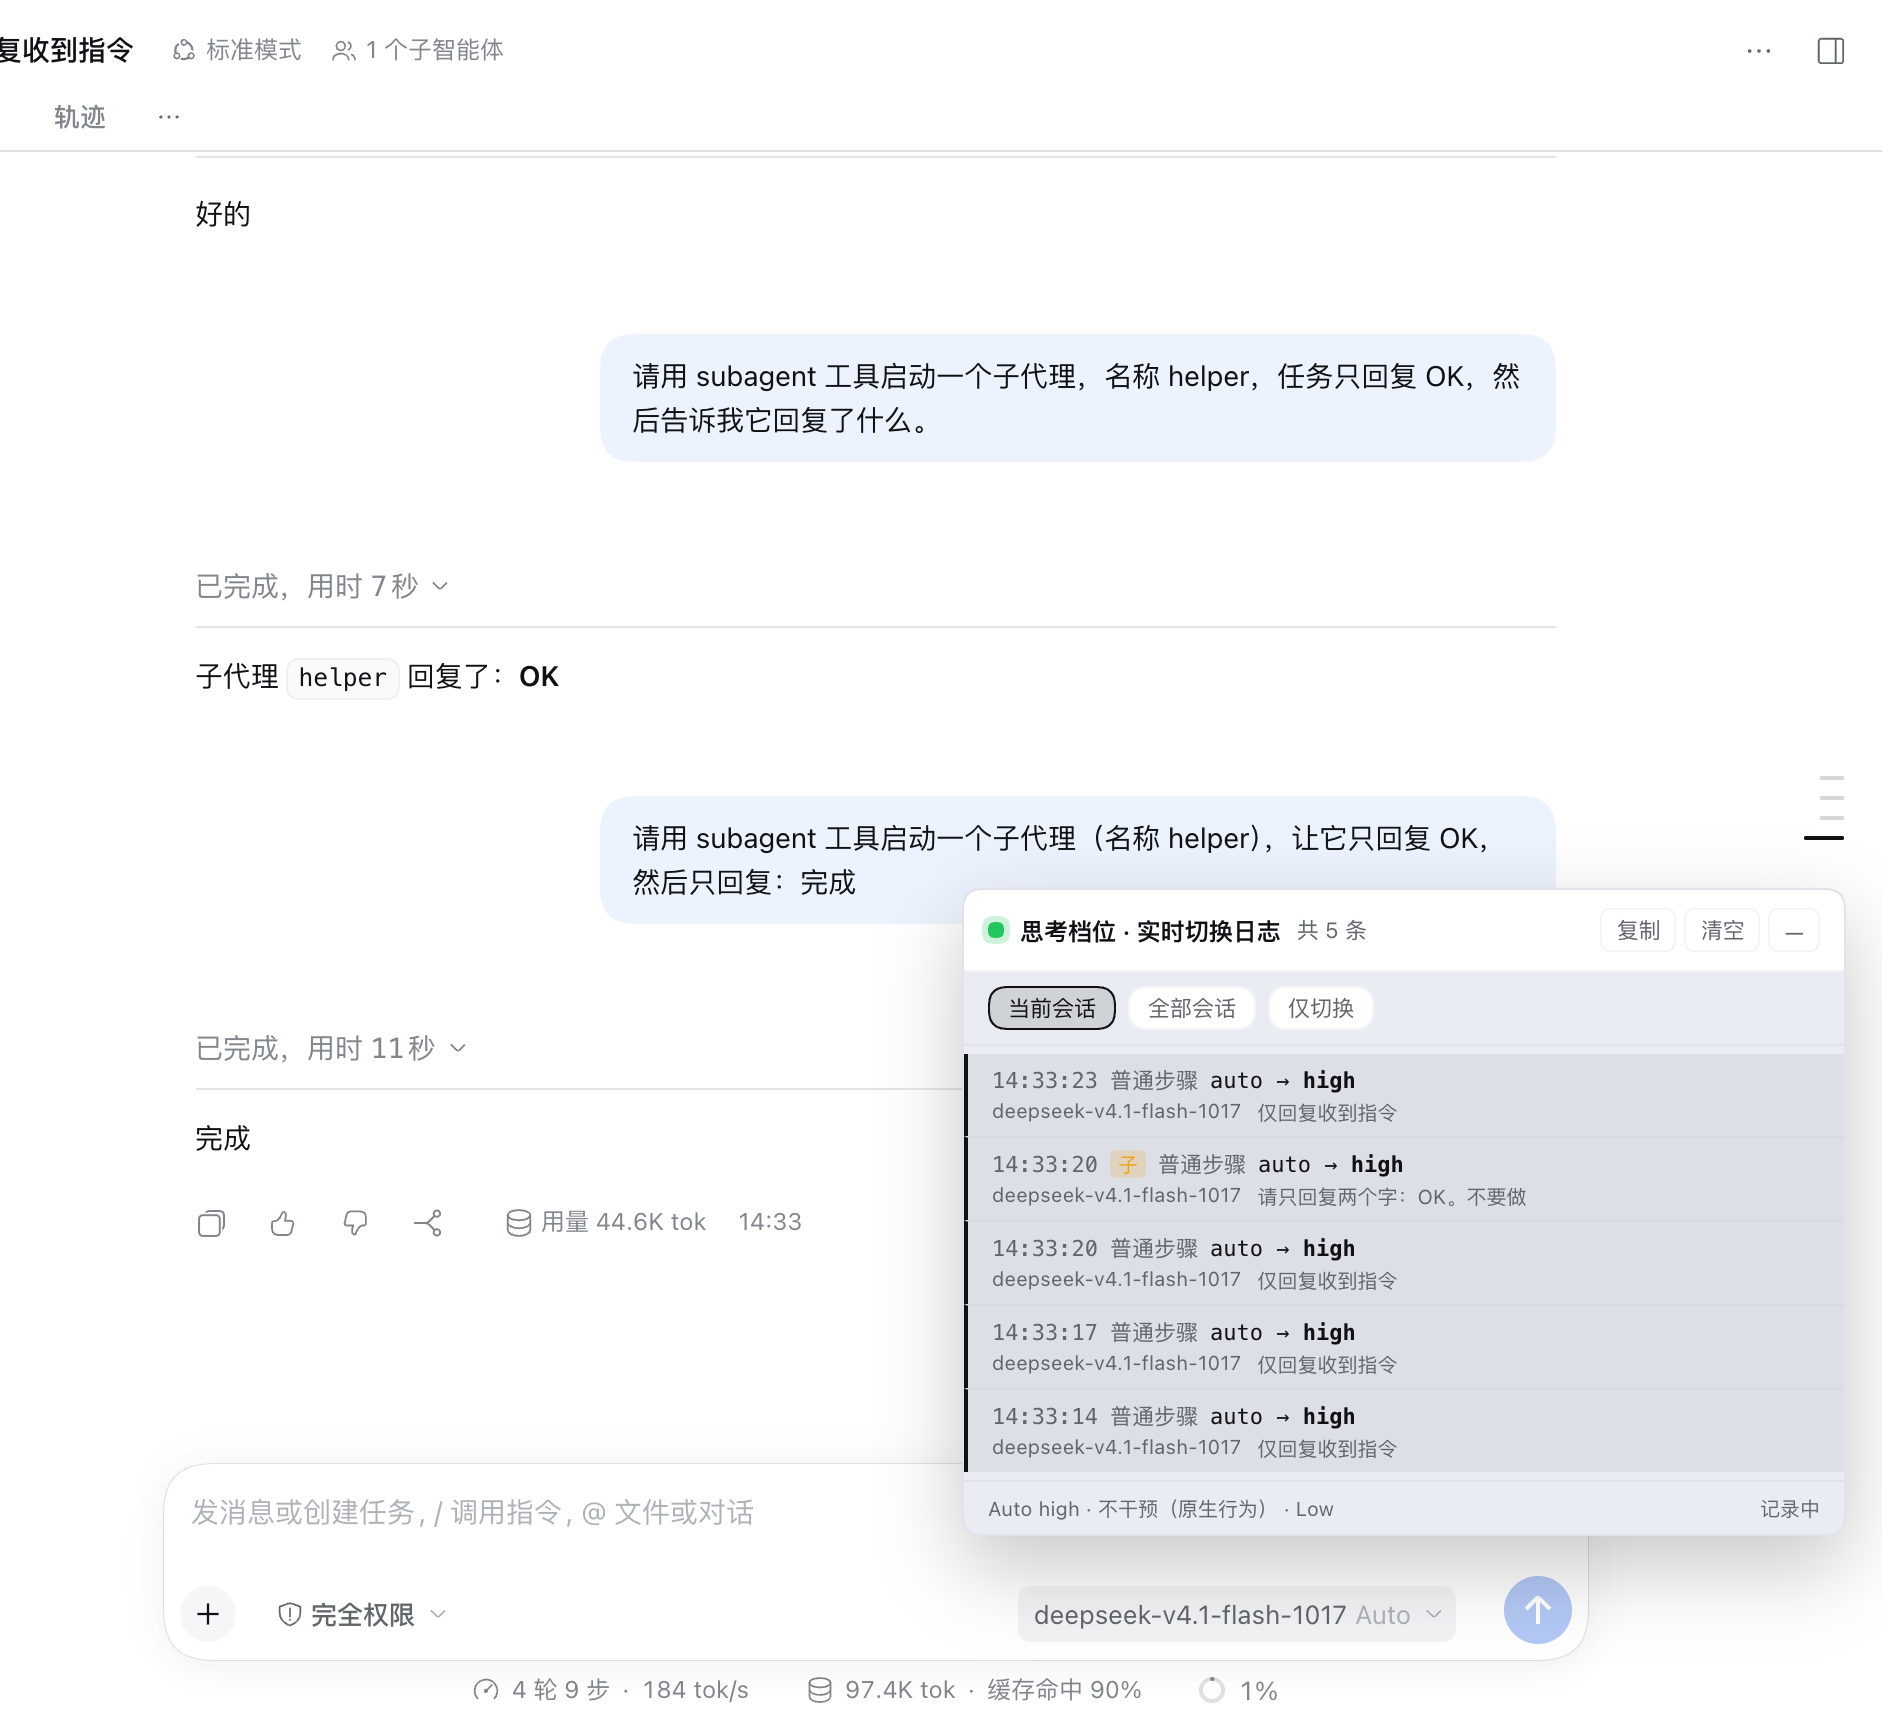 复收到指令 标准模式 1 个子智能体 ···
轨迹 ···
好的
请用 subagent 工具启动一个子代理，名称 helper，任务只回复 OK，然
后告诉我它回复了什么。
已完成，用时 7 秒
子代理 helper 回复了：OK
请用 subagent 工具启动一个子代理（名称 helper），让它只回复 OK，
然后只回复：完成
已完成，用时 11 秒
完成
用量 44.6K tok 14:33
思考档位 · 实时切换日志 共 5 条 复制 清空 —
当前会话 全部会话 仅切换
14:33:23 普通步骤 auto → high
deepseek-v4.1-flash-1017 仅回复收到指令
14:33:20 子 普通步骤 auto → high
deepseek-v4.1-flash-1017 请只回复两个字：OK。不要做
14:33:20 普通步骤 auto → high
deepseek-v4.1-flash-1017 仅回复收到指令
14:33:17 普通步骤 auto → high
deepseek-v4.1-flash-1017 仅回复收到指令
14:33:14 普通步骤 auto → high
deepseek-v4.1-flash-1017 仅回复收到指令
Auto high · 不干预（原生行为） · Low 记录中
发消息或创建任务, / 调用指令, @ 文件或对话
完全权限 deepseek-v4.1-flash-1017 Auto
4 轮 9 步 · 184 tok/s 97.4K tok · 缓存命中 90% 1%